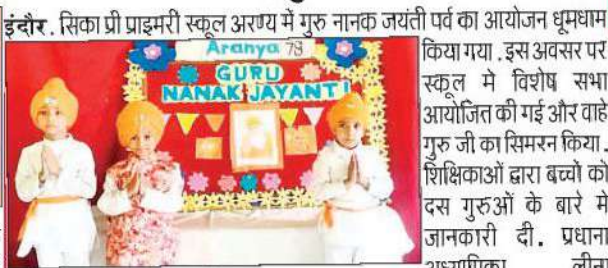 इंदौर. सिका प्री प्राइमरी स्कूल अरण्य में गुरु नानक जयंती पर्व का आयोजन धूमधाम
किया गया. इस अवसर पर
स्कूल मे विशेष सभा
आयोजित की गई और वाहे
गुरु जी का सिमरन किया.
शिक्षिकाओं द्वारा बच्चों को
दस गुरुओं के बारे मे
जानकारी दी. प्रधाना
अध्यापिका लीना
Aranya 78
GURU
NANAK JAYANTI